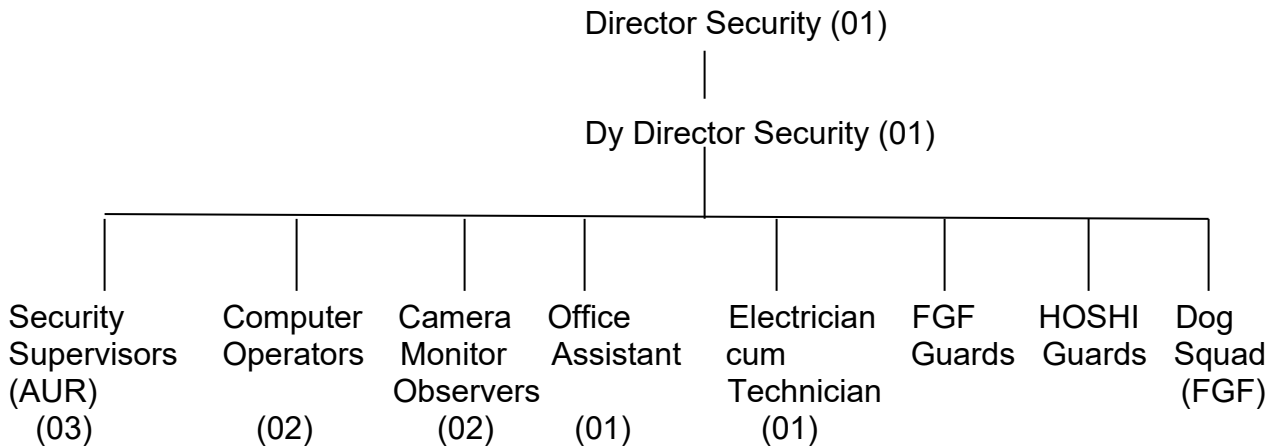 Director Security (01)
Dy Director Security (01)
Security Computer Camera Office Electrician FGF HOSHI Dog
Supervisors Operators Monitor Assistant cum Guards Guards Squad
(AUR) Observers Technician (FGF)
(03) (02) (02) (01) (01)